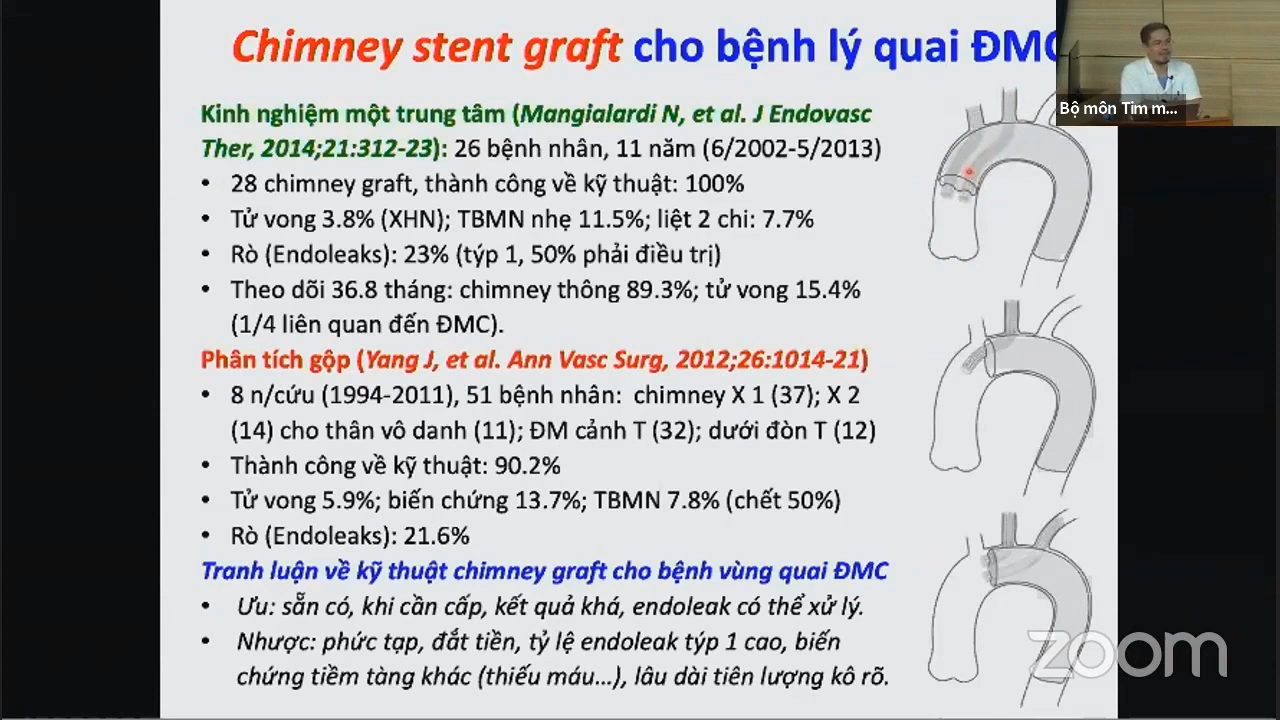 Chimney stent graft cho bệnh lý quai ĐMC
Bộ môn Tim m...
Kinh nghiệm một trung tâm (Mangialardi N, et al. J Endovasc
Ther, 2014;21:312-23): 26 bệnh nhân, 11 năm (6/2002-5/2013)
• 28 chimney graft, thành công về kỹ thuật: 100%
• Tử vong 3.8% (XHN); TBMN nhẹ 11.5%; liệt 2 chi: 7.7%
• Rò (Endoleaks): 23% (týp 1, 50% phải điều trị)
• Theo dõi 36.8 tháng: chimney thông 89.3%; tử vong 15.4%
(1/4 liên quan đến ĐMC).
Phân tích gộp (Yang J, et al. Ann Vasc Surg, 2012;26:1014-21)
• 8 n/cứu (1994-2011), 51 bệnh nhân: chimney X 1 (37); X 2
(14) cho thân vô danh (11); ĐM cảnh T (32); dưới đòn T (12)
• Thành công về kỹ thuật: 90.2%
• Tử vong 5.9%; biến chứng 13.7%; TBMN 7.8% (chết 50%)
• Rò (Endoleaks): 21.6%
Tranh luận về kỹ thuật chimney graft cho bệnh vùng quai ĐMC
• Ưu: sẵn có, khi cần cấp, kết quả khá, endoleak có thể xử lý.
• Nhược: phức tạp, đắt tiền, tỷ lệ endoleak týp 1 cao, biến
chứng tiềm tàng khác (thiếu máu...), lâu dài tiên lượng kô rõ.
zoom